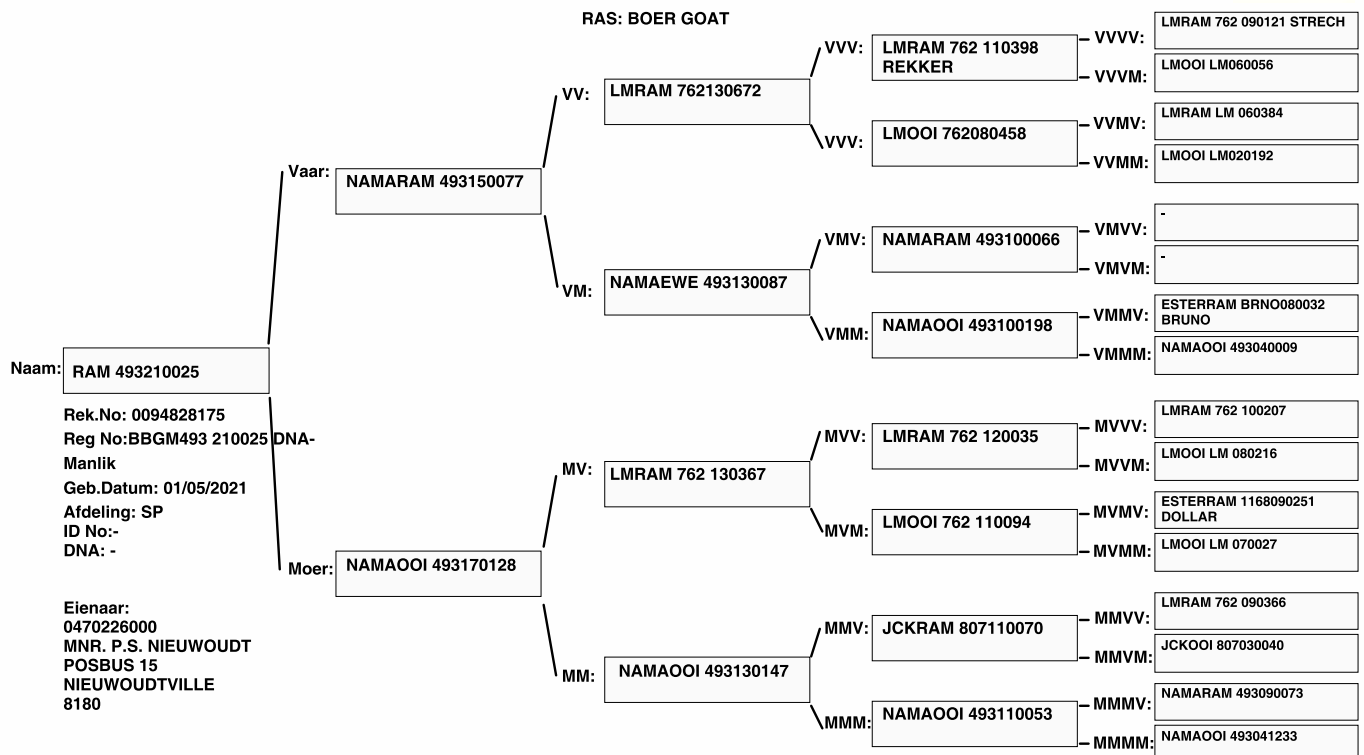 RAS: BOER GOAT
Naam:
RAM 493210025
Rek.No: 0094828175
Reg No:BBGM493 210025 DNA-
Manlik
Geb.Datum: 01/05/2021
Afdeling: SP
ID No:-
DNA: -
Eienaar:
0470226000
MNR. P.S. NIEUWOUDT
POSBUS 15
NIEUWOUDTVILLE
8180
Vaar:
NAMARAM 493150077
Moer:
NAMAOOI 493170128
VV:
LMRAM 762130672
VM:
NAMAEWE 493130087
MV:
LMRAM 762 130367
MM:
NAMAOOI 493130147
VVV:
LMRAM 762 110398
REKKER
VVV:
LMOOI 762080458
VMV:
NAMARAM 493100066
VMM:
NAMAOOI 493100198
MVV:
LMRAM 762 120035
MVM:
LMOOI 762 110094
MMV:
JCKRAM 807110070
MMM:
NAMAOOI 493110053
VVVV:
LMRAM 762 090121 STRECH
VVVM:
LMOOI LM060056
VVMV:
LMRAM LM 060384
VVMM:
LMOOI LM020192
VMVV:
-
VMVM:
-
VMMV:
ESTERRAM BRNO080032
BRUNO
VMMM:
NAMAOOI 493040009
MVVV:
LMRAM 762 100207
MVVM:
LMOOI LM 080216
MVMV:
ESTERRAM 1168090251
DOLLAR
MVMM:
LMOOI LM 070027
MMVV:
LMRAM 762 090366
MMVM:
JCKOOI 807030040
MMMV:
NAMARAM 493090073
MMMM:
NAMAOOI 493041233